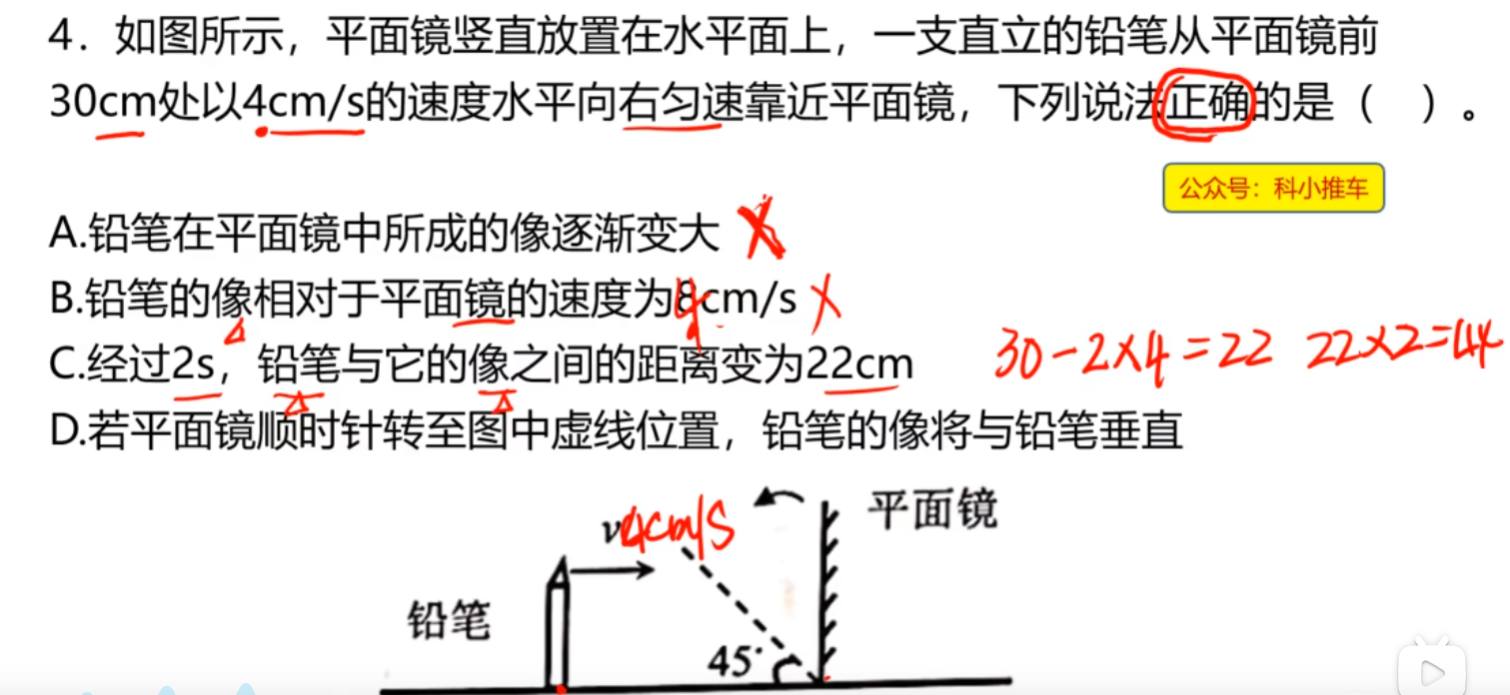 4. 如图所示，平面镜竖直放置在水平面上，一支直立的铅笔从平面镜前
30cm处以4cm/s的速度水平向右匀速靠近平面镜，下列说法正确的是（ ）。
公众号：科小推车
A.铅笔在平面镜中所成的像逐渐变大
B.铅笔的像相对于平面镜的速度为8cm/s
4
C.经过2s，铅笔与它的像之间的距离变为22cm
30-2×4=22 22×2=44
D.若平面镜顺时针转至图中虚线位置，铅笔的像将与铅笔垂直
v 4cm/s
平面镜
铅笔
45°